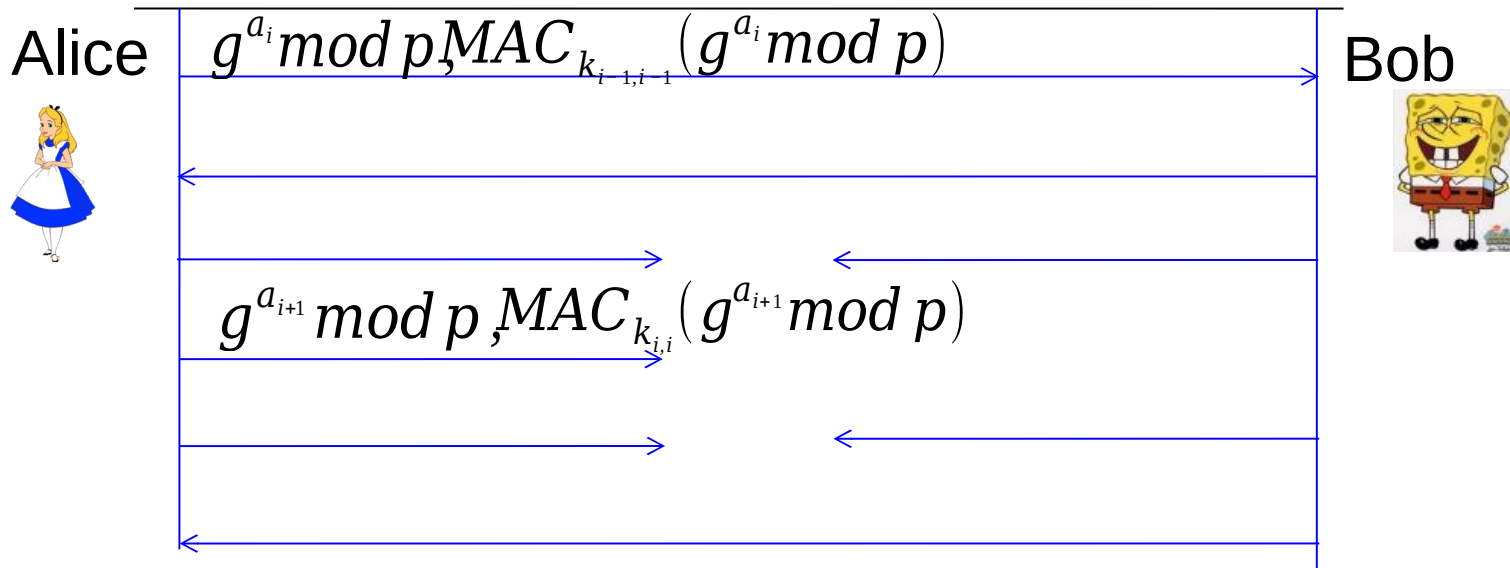 Alice
g^{a_i} mod p, MAC_{k_{i-1,i-1}}(g^{a_i} mod p)
Bob
g^{a_{i+1}} mod p, MAC_{k_{i,i}}(g^{a_{i+1}} mod p)